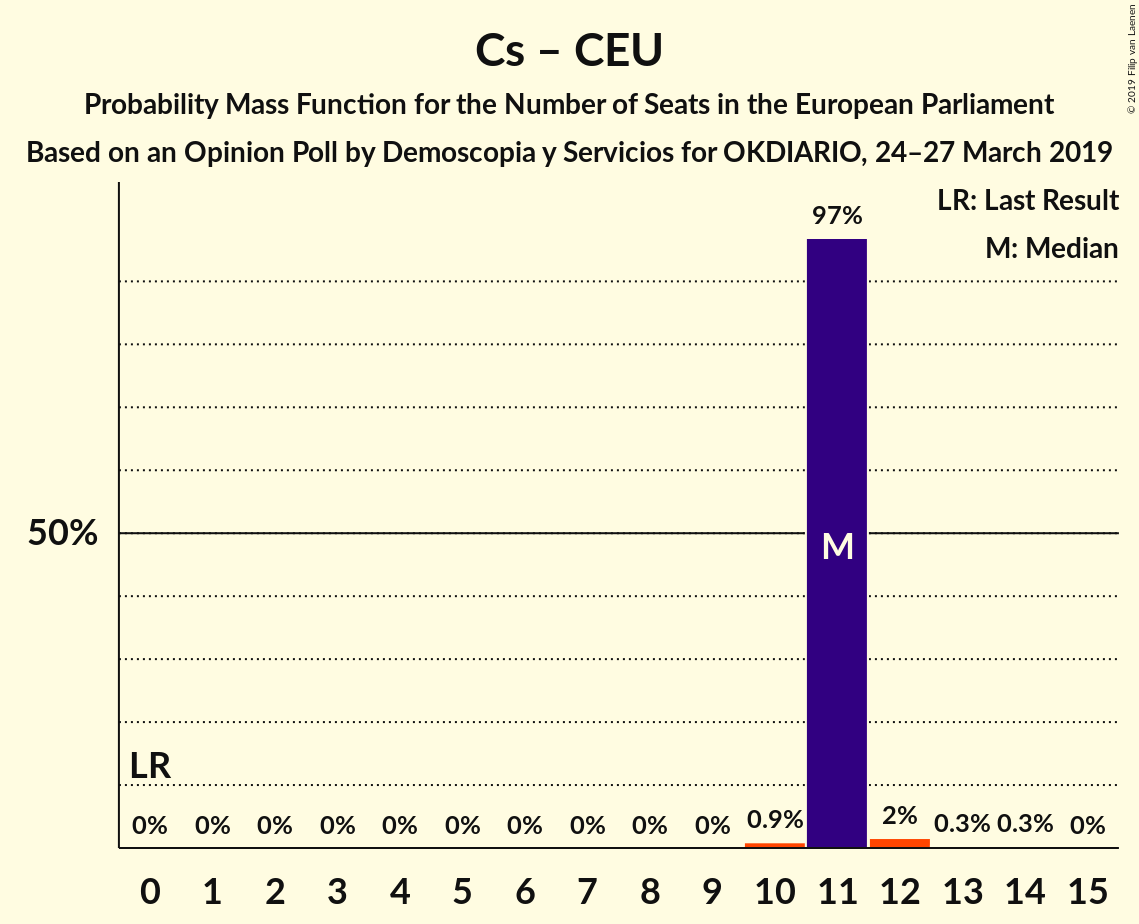 Cs – CEU
Probability Mass Function for the Number of Seats in the European Parliament
Based on an Opinion Poll by Demoscopia y Servicios for OKDIARIO, 24–27 March 2019
© 2019 Filip van Laenen
LR: Last Result
M: Median
97%
50%
M
LR
0% 0% 0% 0% 0% 0% 0% 0% 0% 0% 0.9% 2% 0.3% 0.3% 0%
0 1 2 3 4 5 6 7 8 9 10 11 12 13 14 15